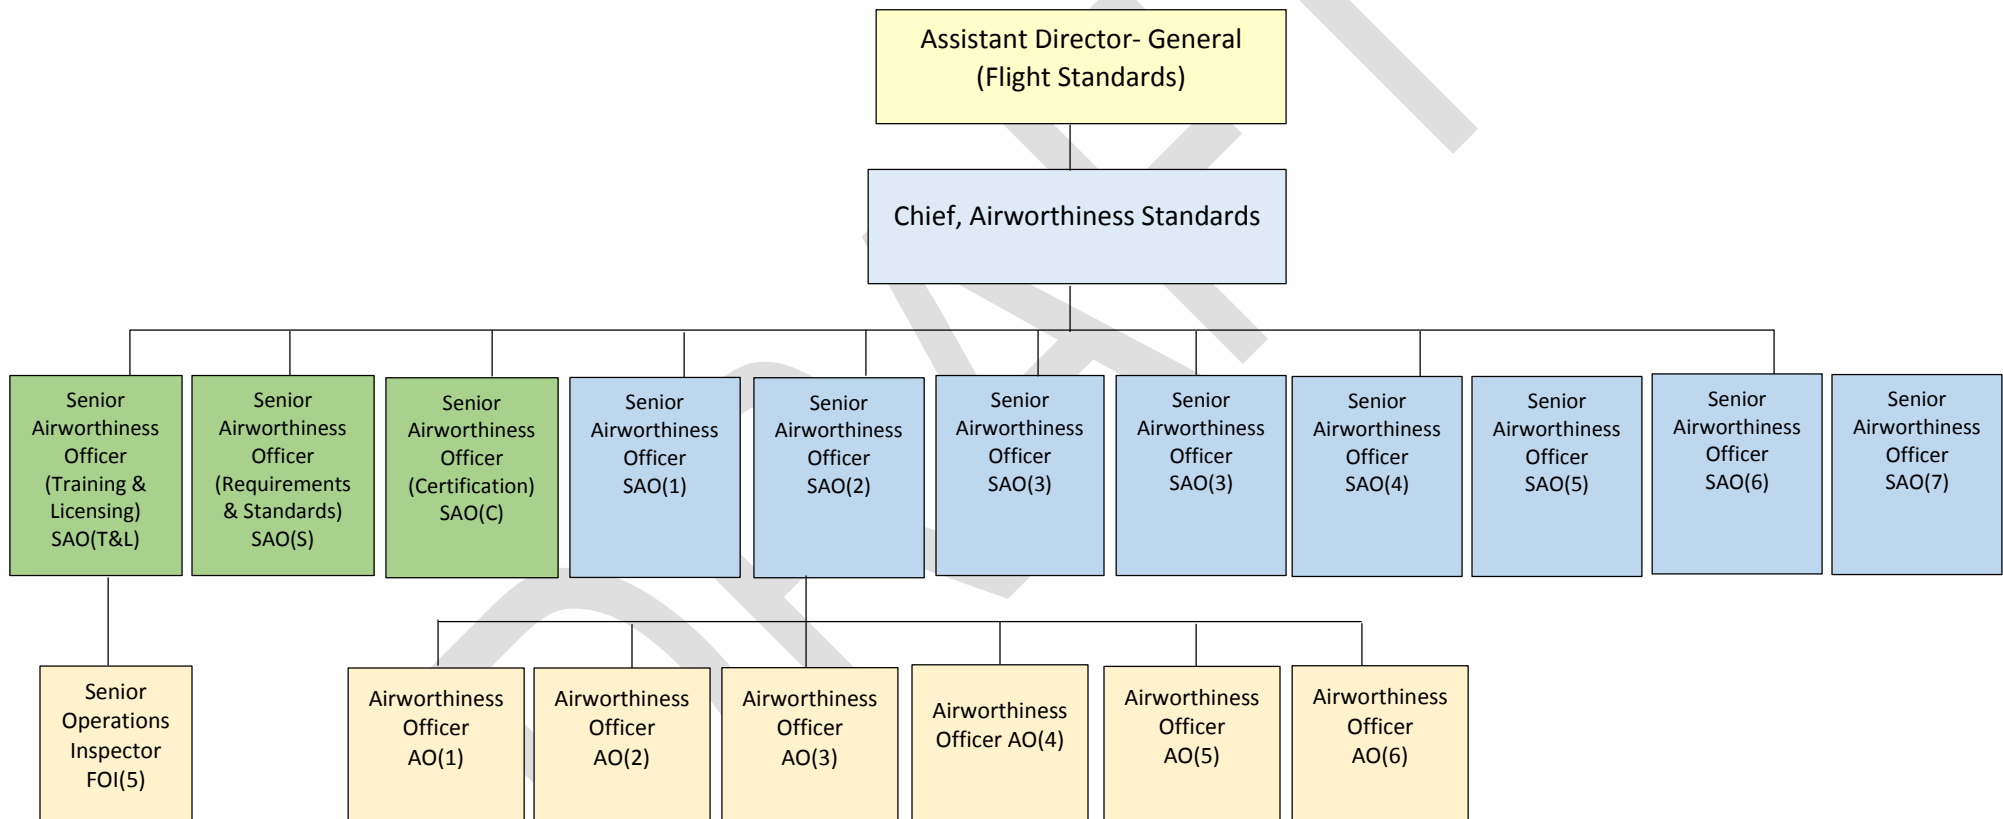 Assistant Director- General
(Flight Standards)
Chief, Airworthiness Standards
Senior
Airworthiness
Officer
(Training &
Licensing)
SAO(T&L)
Senior
Airworthiness
Officer
(Requirements
& Standards)
SAO(S)
Senior
Airworthiness
Officer
(Certification)
SAO(C)
Senior
Airworthiness
Officer
SAO(1)
Senior
Airworthiness
Officer
SAO(2)
Senior
Airworthiness
Officer
SAO(3)
Senior
Airworthiness
Officer
SAO(3)
Senior
Airworthiness
Officer
SAO(4)
Senior
Airworthiness
Officer
SAO(5)
Senior
Airworthiness
Officer
SAO(6)
Senior
Airworthiness
Officer
SAO(7)
Senior
Operations
Inspector
FOI(5)
Airworthiness
Officer
AO(1)
Airworthiness
Officer
AO(2)
Airworthiness
Officer
AO(3)
Airworthiness
Officer AO(4)
Airworthiness
Officer
AO(5)
Airworthiness
Officer
AO(6)
DRAFT